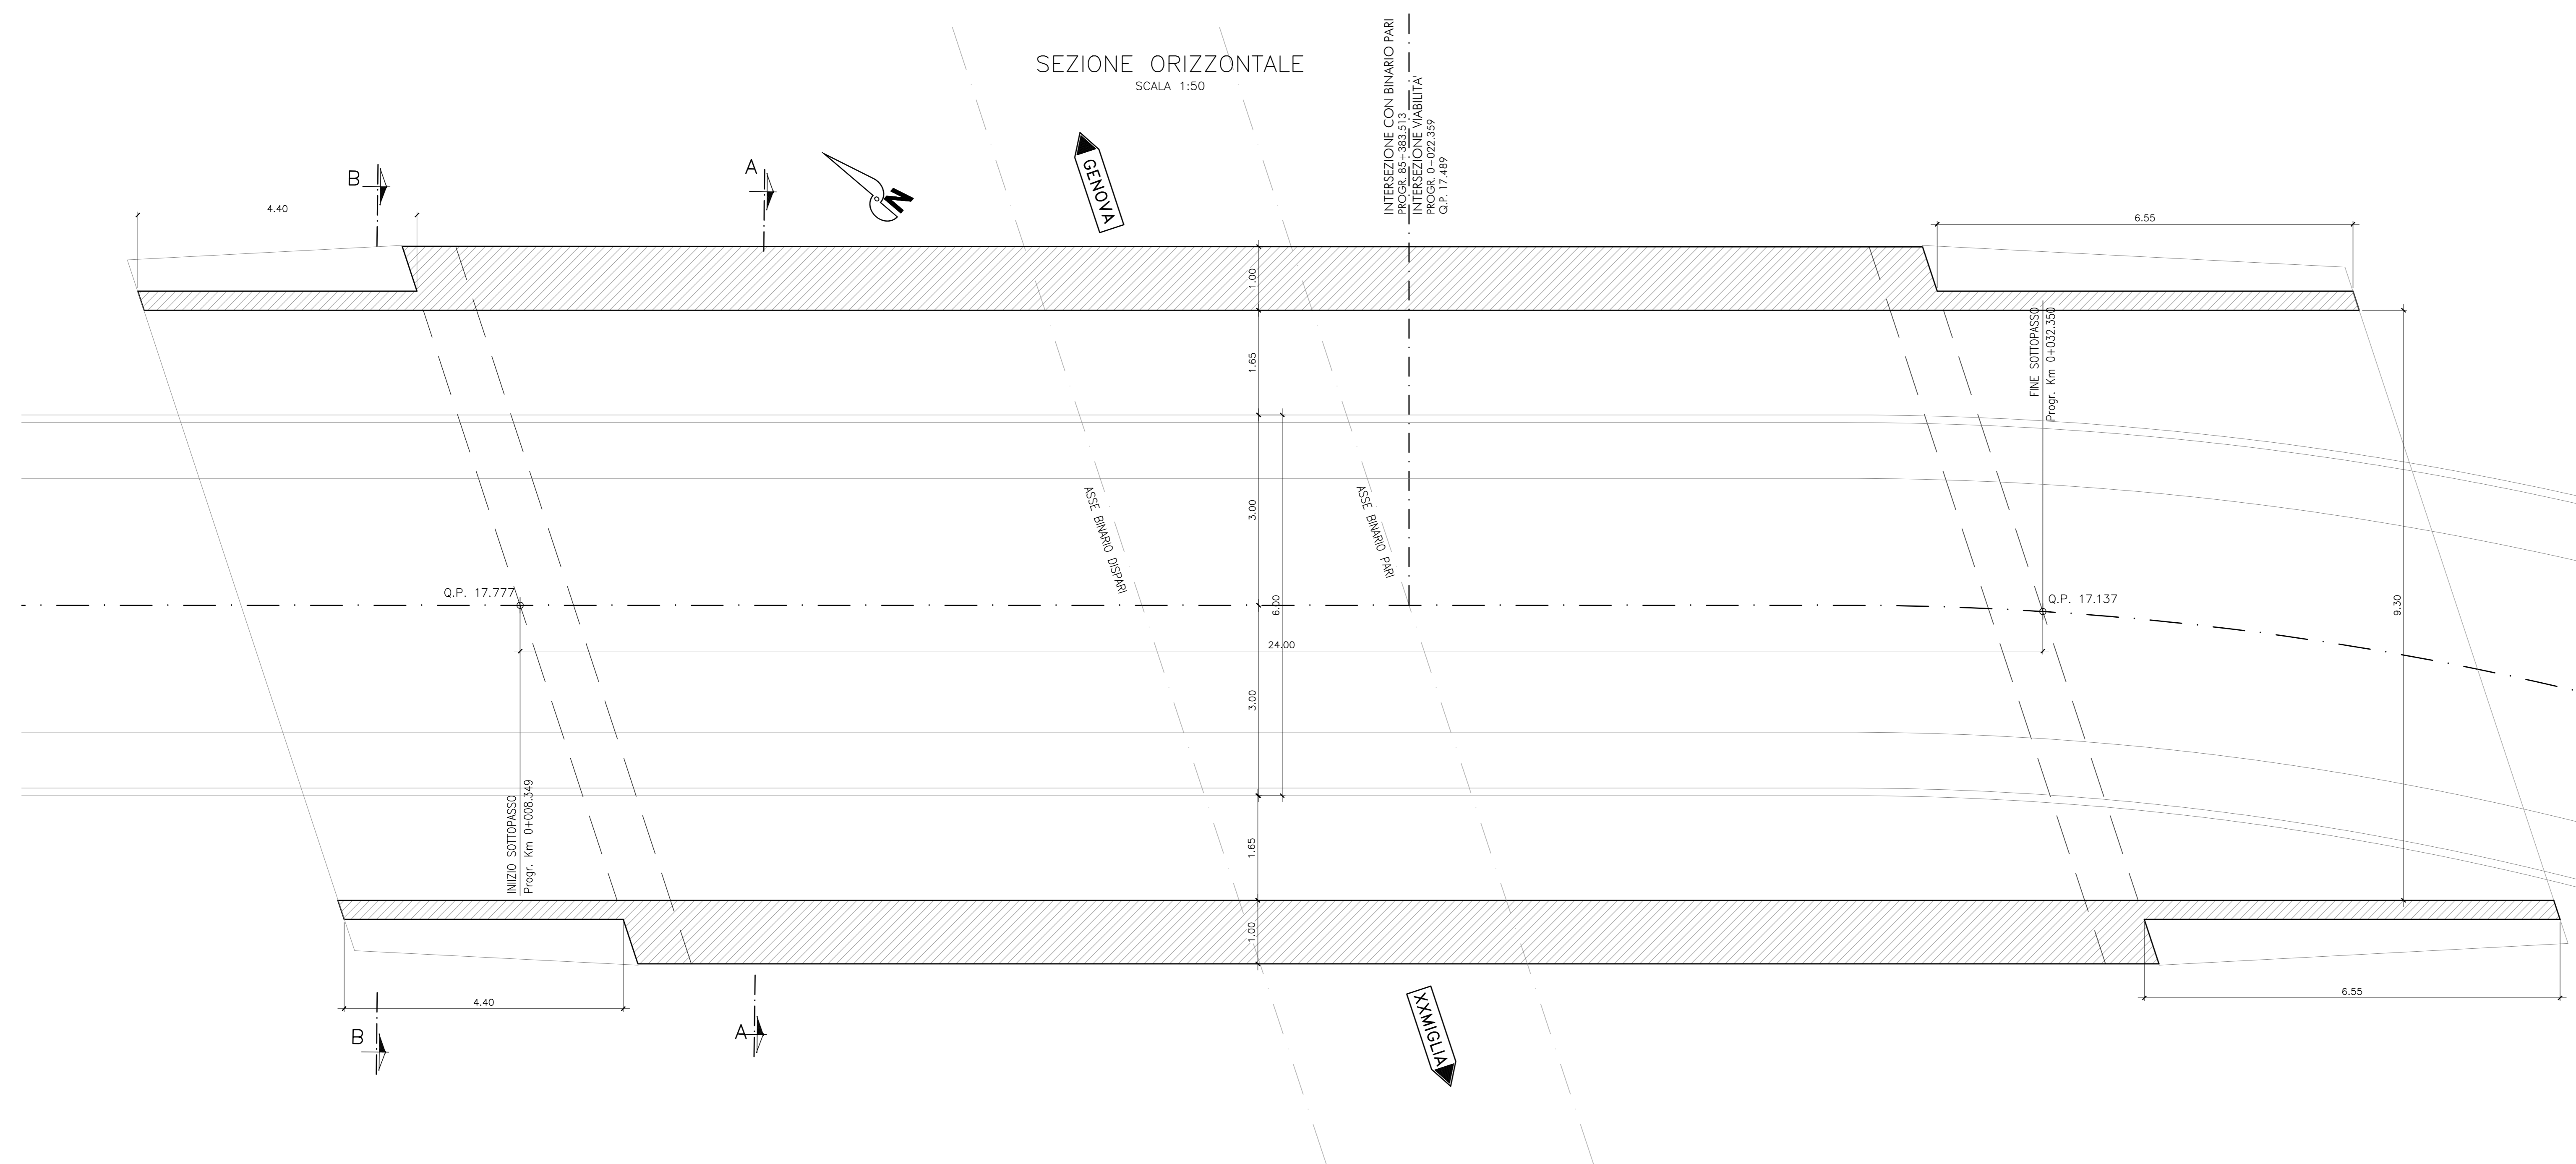 SEZIONE ORIZZONTALE
SCALA 1:50
INTERSEZIONE CON BINARIO PARI
PROGR. 85+383.513
INTERSEZIONE VIABILITA'
PROGR. 0+022.359
Q.P. 17.489
B
A
N
GENOVA
4.40
6.55
1.00
1.65
FINE SOTTOPASSO
Progr. Km 0+032.350
ASSE BINARIO DISPARI
ASSE BINARIO PARI
3.00
Q.P. 17.777
6.00
Q.P. 17.137
9.30
24.00
3.00
INIIZIO SOTTOPASSO
Progr. Km 0+008.349
1.65
1.00
4.40
6.55
B
A
XXMIGLIA